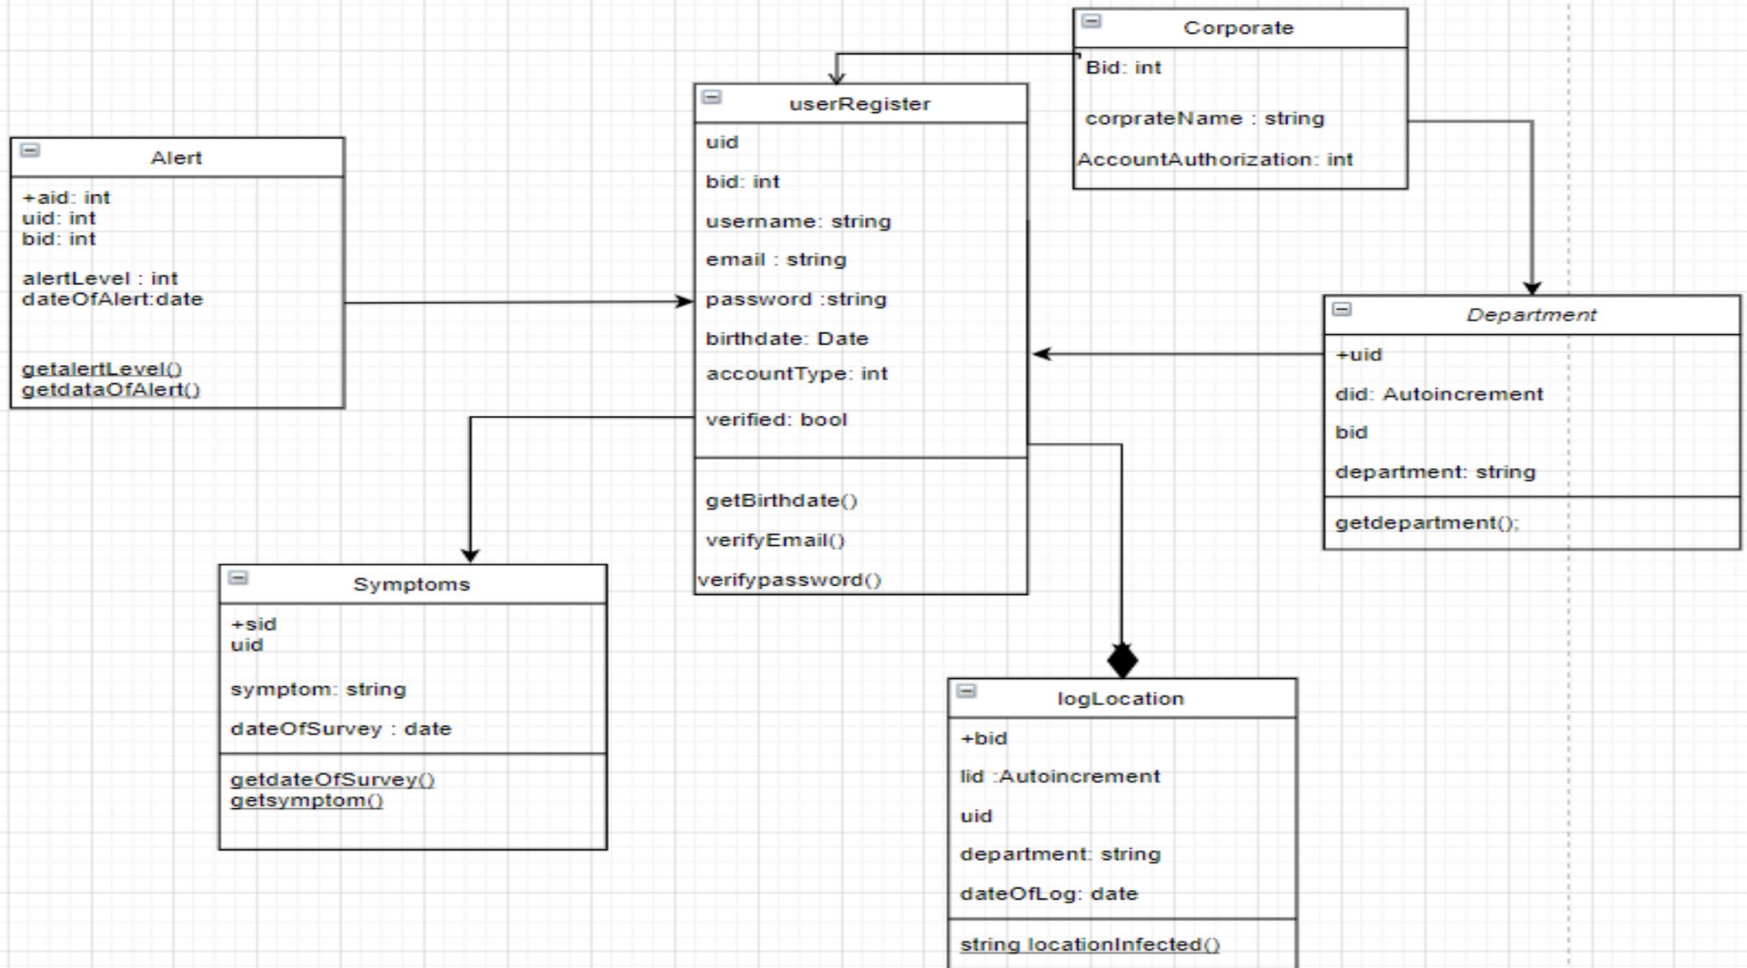 Corporate
Bid: int
corprateName : string
AccountAuthorization: int
userRegister
uid
bid: int
username: string
email : string
password :string
birthdate: Date
accountType: int
verified: bool
getBirthdate()
verifyEmail()
verifypassword()
Alert
+aid: int
uid: int
bid: int
alertLevel : int
dateOfAlert:date
getalertLevel()
getdataOfAlert()
Department
+uid
did: Autoincrement
bid
department: string
getdepartment();
Symptoms
+sid
uid
symptom: string
dateOfSurvey : date
getdateOfSurvey()
getsymptom()
logLocation
+bid
lid :Autoincrement
uid
department: string
dateOfLog: date
string locationInfected()